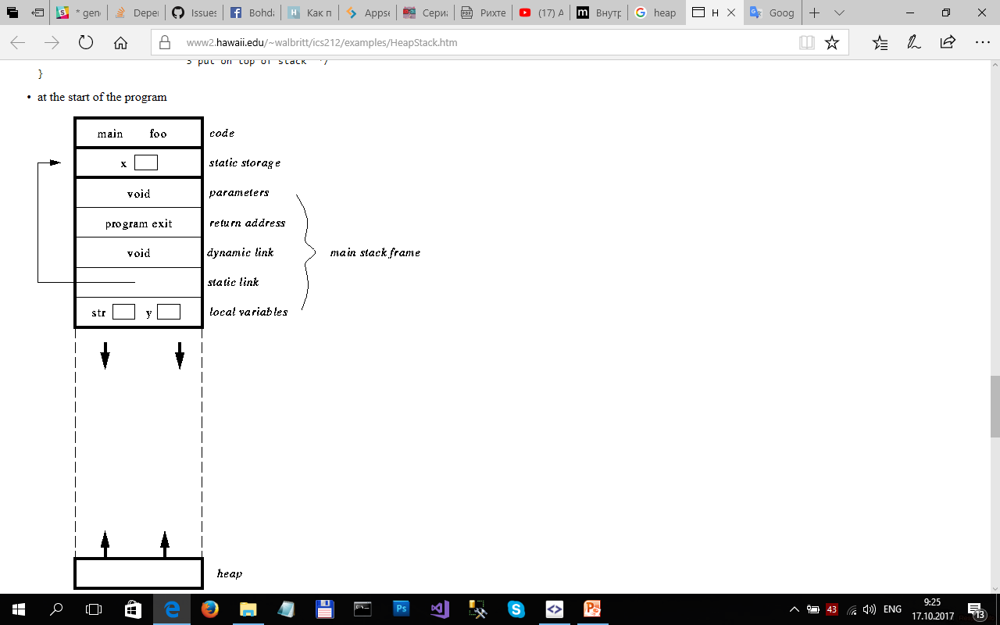 * gen
Deper
Issues
Bohda
Как п
Appse
Сериа
Рихте
(17) A
Внутр
heap
H
Goog
www2.hawaii.edu/~walbritt/ics212/examples/HeapStack.htm
3 put on top of stack */
}
• at the start of the program
main foo code
x static storage
void parameters
program exit return address
void dynamic link main stack frame
static link
str y local variables
heap
43 ENG 9:25
17.10.2017
13